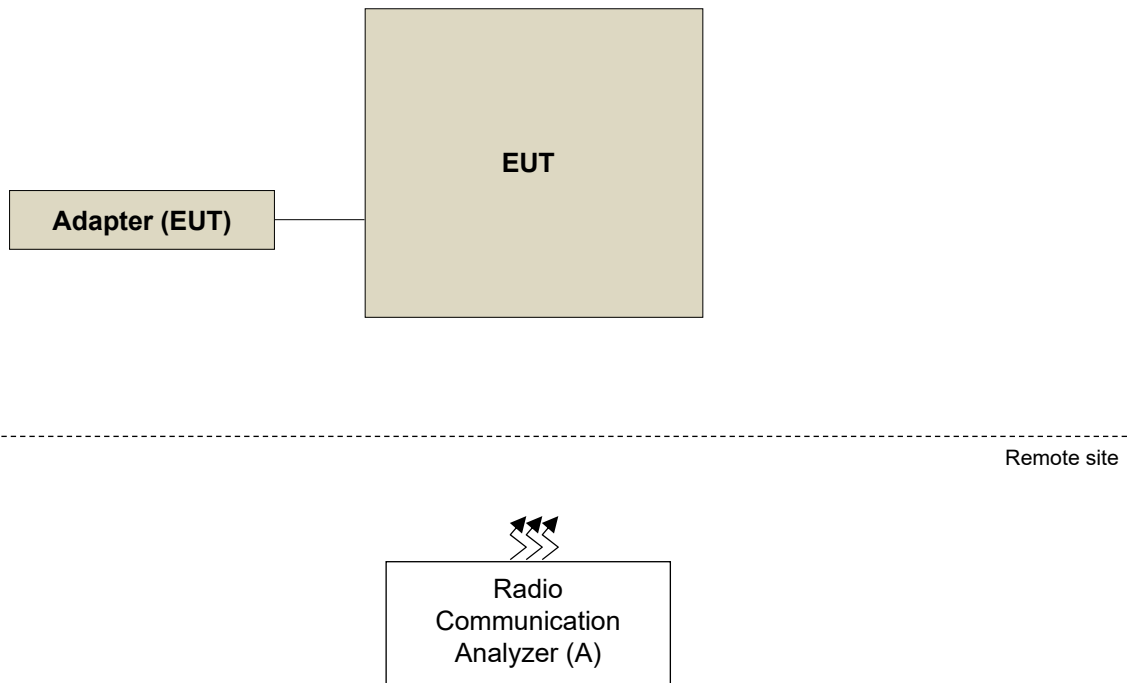 EUT
Adapter (EUT)
Remote site
Radio
Communication
Analyzer (A)